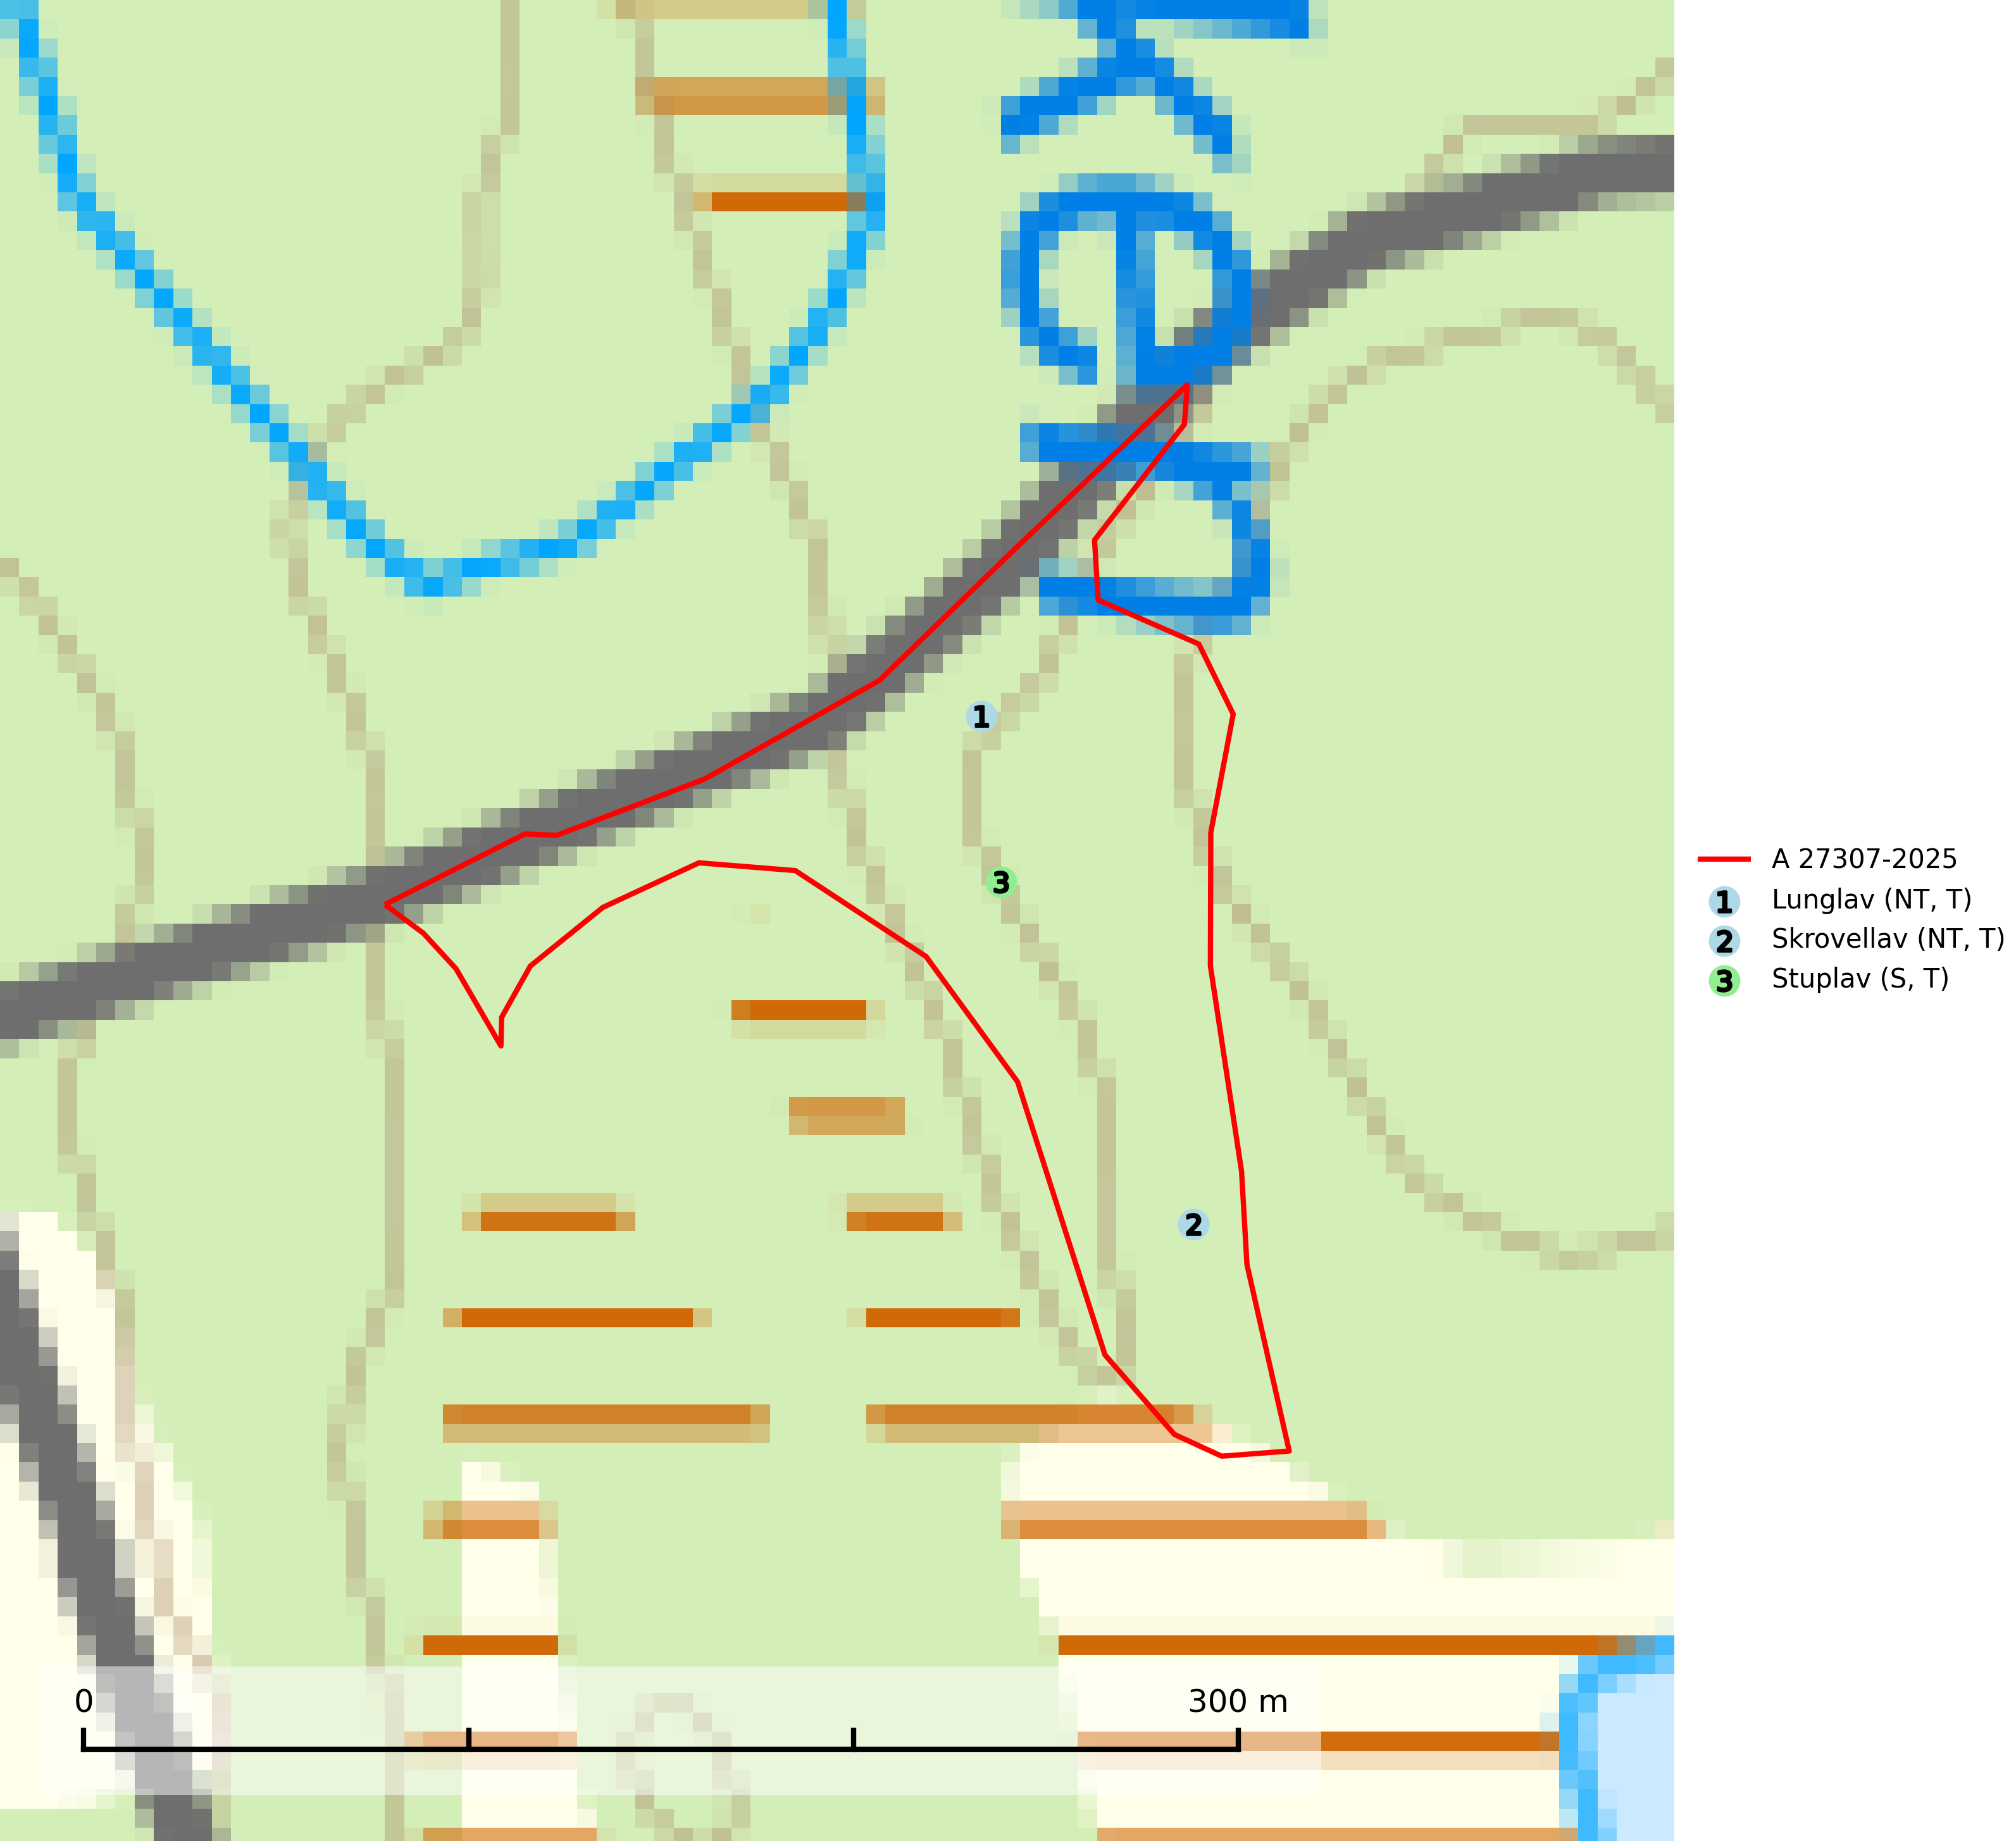 1
3
2
A 27307-2025
1 Lunglav (NT, T)
2 Skrovellav (NT, T)
3 Stuplav (S, T)
0 300 m